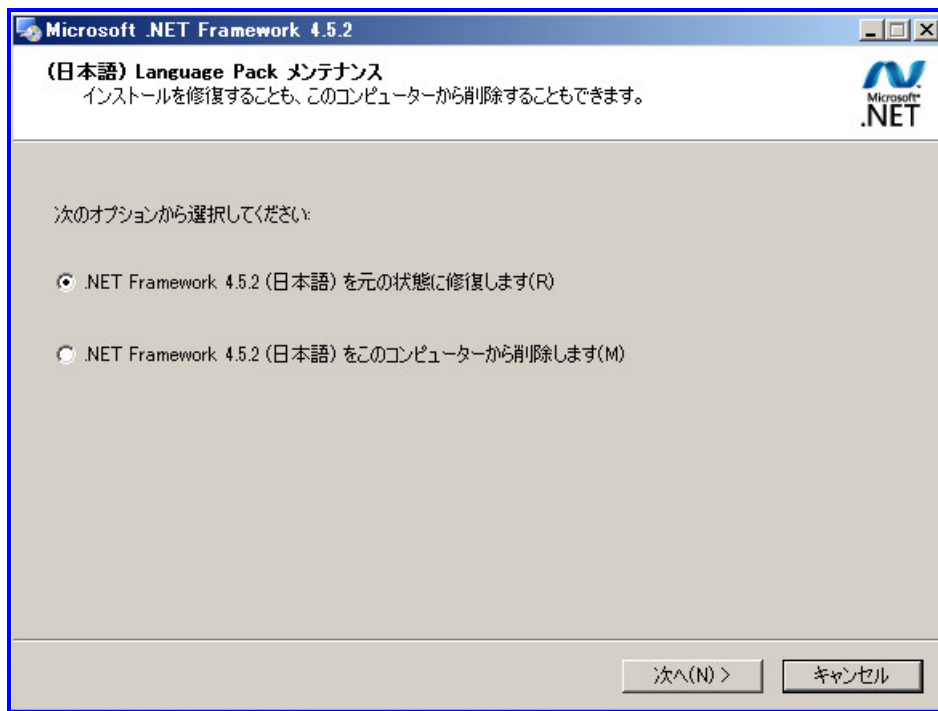 Microsoft .NET Framework 4.5.2
(日本語) Language Pack メンテナンス
インストールを修復することも、このコンピューターから削除することもできます。
Microsoft
.NET
次のオプションから選択してください:
.NET Framework 4.5.2 (日本語) を元の状態に修復します(R)
.NET Framework 4.5.2 (日本語) をこのコンピューターから削除します(M)
次へ(N) >
キャンセル